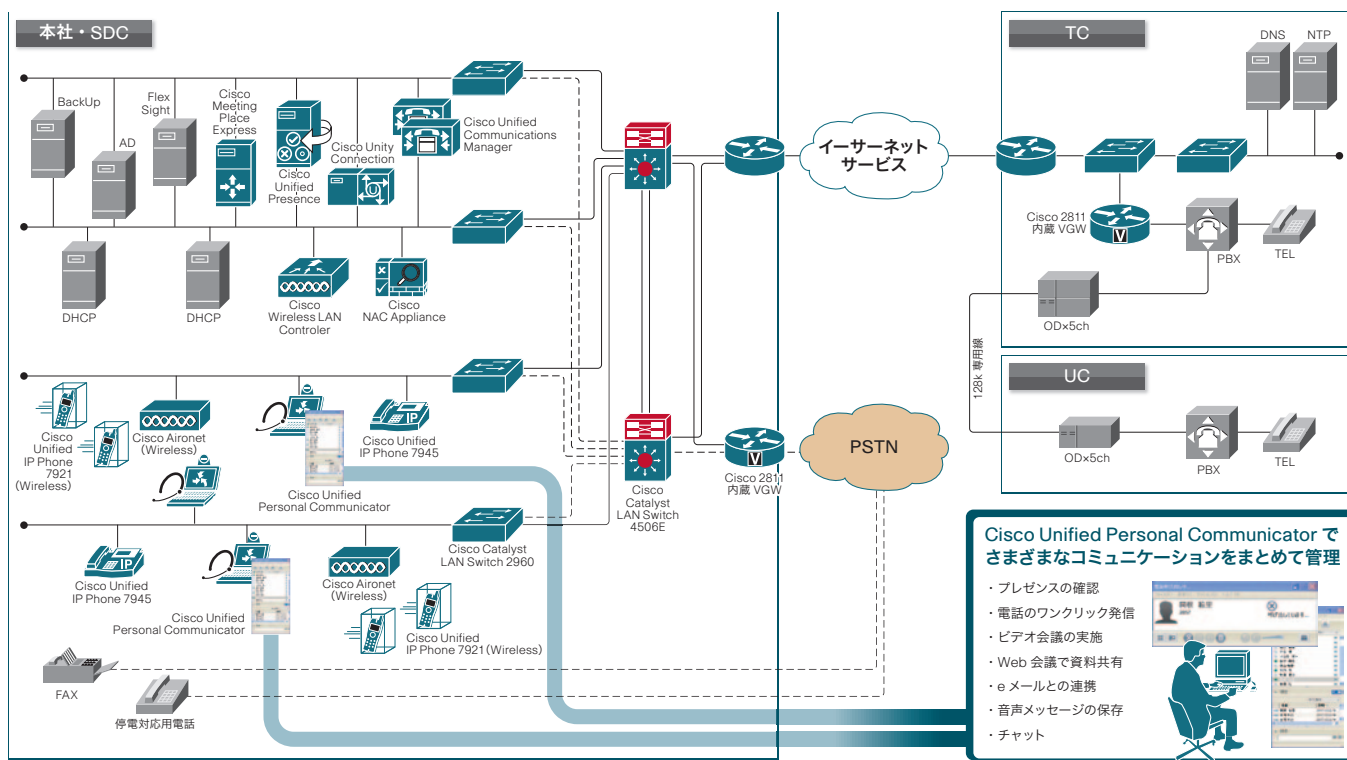 本社・SDC
BackUp
AD
Flex
Sight
Cisco
Meeting
Place
Express
Cisco
Unified
Presence
Cisco Unity
Connection
Cisco Unified
Communications
Manager
DHCP
DHCP
Cisco
Wireless LAN
Controler
Cisco
NAC Appliance
Cisco
Unified
IP Phone
7921
(Wireless)
Cisco Aironet
(Wireless)
Cisco Unified
Personal Communicator
IP
Cisco Unified
IP Phone 7945
IP
Cisco Unified
IP Phone 7945
Cisco Unified
Personal Communicator
Cisco Aironet
(Wireless)
Cisco Unified
IP Phone 7921 (Wireless)
Cisco Catalyst
LAN Switch 2960
Cisco
Catalyst
LAN Switch
4506E
V
Cisco 2811
内蔵 VGW
FAX
停電対応用電話
イーサーネット
サービス
PSTN
TC
DNS
NTP
Cisco 2811
内蔵 VGW
V
PBX
TEL
OD×5ch
128k 専用線
UC
OD×5ch
PBX
TEL
Cisco Unified Personal Communicator で
さまざまなコミュニケーションをまとめて管理
・プレゼンスの確認
・電話のワンクリック発信
・ビデオ会議の実施
・Web 会議で資料共有
・e メールとの連携
・音声メッセージの保存
・チャット